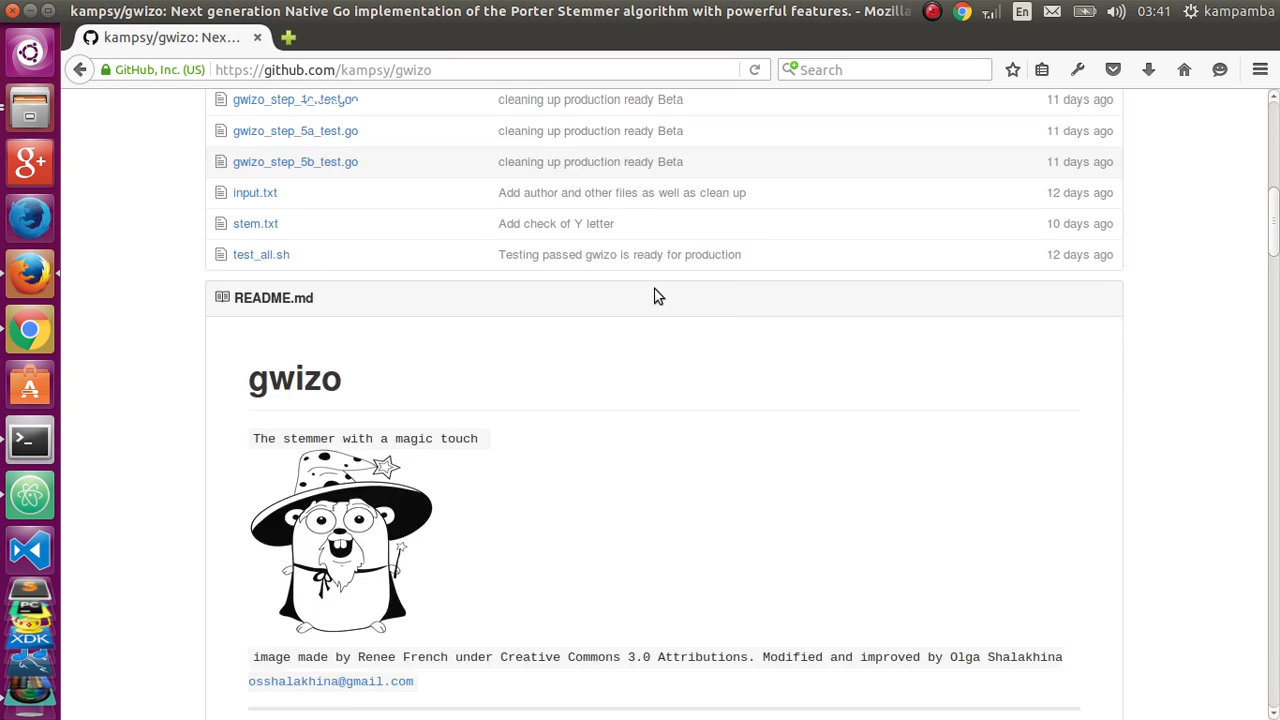 kampsy/gwizo: Next generation Native Go implementation of the Porter Stemmer algorithm with powerful features. - Mozilla
En
03:41
kampamba
kampsy/gwizo: Nex...
GitHub, Inc. (US)
https://github.com/kampsy/gwizo
Search
cleaning up production ready Beta
11 days ago
gwizo_step_5a_test.go
cleaning up production ready Beta
11 days ago
gwizo_step_5b_test.go
cleaning up production ready Beta
11 days ago
input.txt
Add author and other files as well as clean up
12 days ago
stem.txt
Add check of Y letter
10 days ago
test_all.sh
Testing passed gwizo is ready for production
12 days ago
README.md
gwizo
The stemmer with a magic touch
image made by Renee French under Creative Commons 3.0 Attributions. Modified and improved by Olga Shalakhina
osshalakhina@gmail.com
g+
A
S
PC
XDK